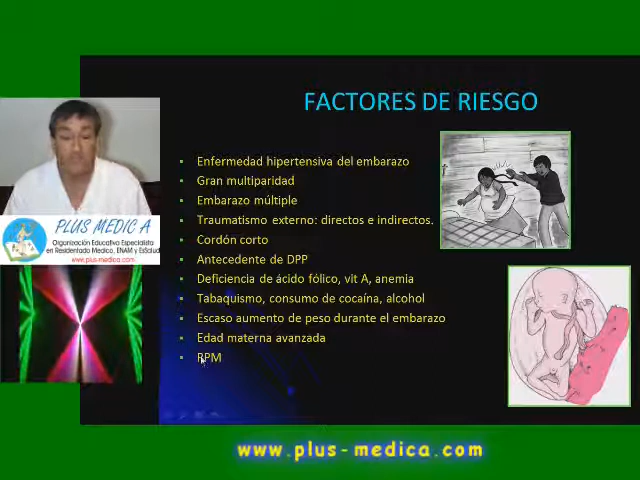 FACTORES DE RIESGO
Enfermedad hipertensiva del embarazo
Gran multiparidad
Embarazo múltiple
Traumatismo externo: directos e indirectos.
Cordón corto
Antecedente de DPP
Deficiencia de ácido fólico, vit A, anemia
Tabaquismo, consumo de cocaína, alcohol
Escaso aumento de peso durante el embarazo
Edad materna avanzada
RPM
PLUS MEDIC A
Organización Educativa Especialista
en Residentado Medico, ENAM y EsSalud
www.plus-medica.com
www.plus-medica.com